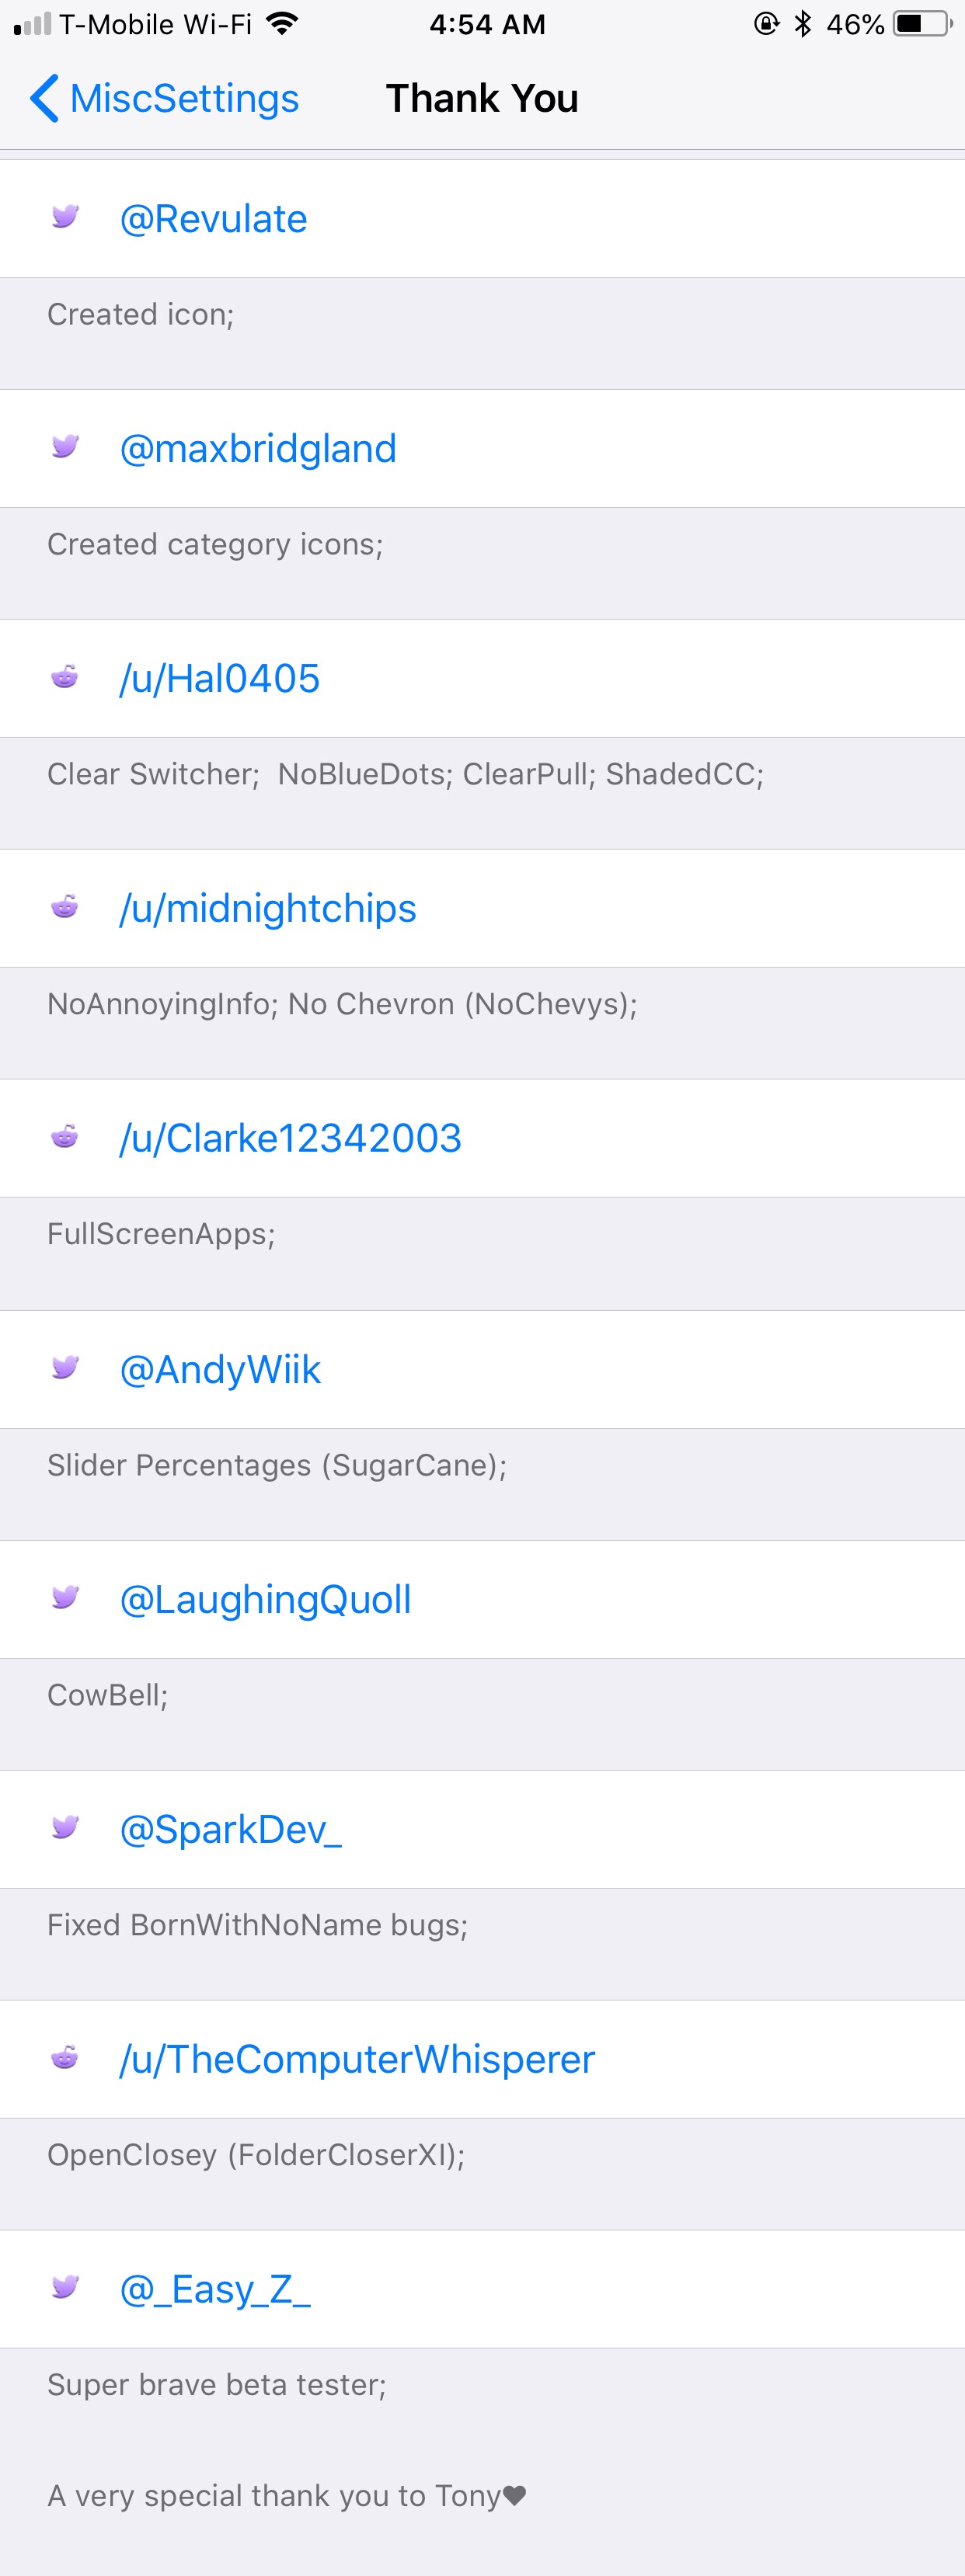 T-Mobile Wi-Fi 4:54 AM 46%
MiscSettings Thank You
@Revulate
Created icon;
@maxbridgland
Created category icons;
/u/Hal0405
Clear Switcher;  NoBlueDots; ClearPull; ShadedCC;
/u/midnightchips
NoAnnoyingInfo; No Chevron (NoChevys);
/u/Clarke12342003
FullScreenApps;
@AndyWiik
Slider Percentages (SugarCane);
@LaughingQuoll
CowBell;
@SparkDev_
Fixed BornWithNoName bugs;
/u/TheComputerWhisperer
OpenClosey (FolderCloserXI);
@_Easy_Z_
Super brave beta tester;
A very special thank you to Tony♥